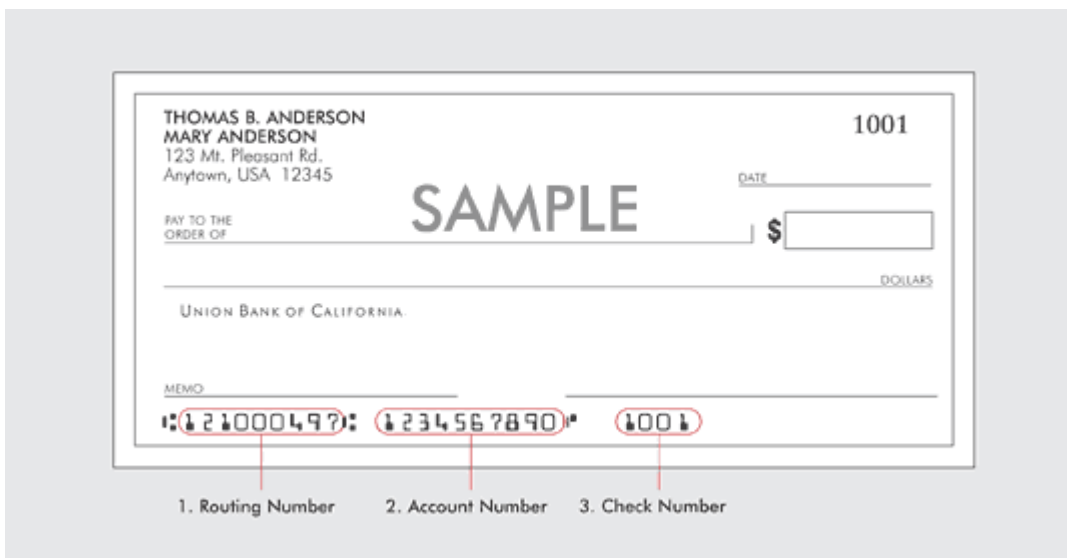 THOMAS B. ANDERSON
MARY ANDERSON
123 Mt. Pleasant Rd.
Anytown, USA 12345
1001
DATE
SAMPLE
PAY TO THE
ORDER OF
$
DOLLARS
UNION BANK OF CALIFORNIA
MEMO
⑆121000497⑆ 1234567890⑈ 1001
1. Routing Number 2. Account Number 3. Check Number